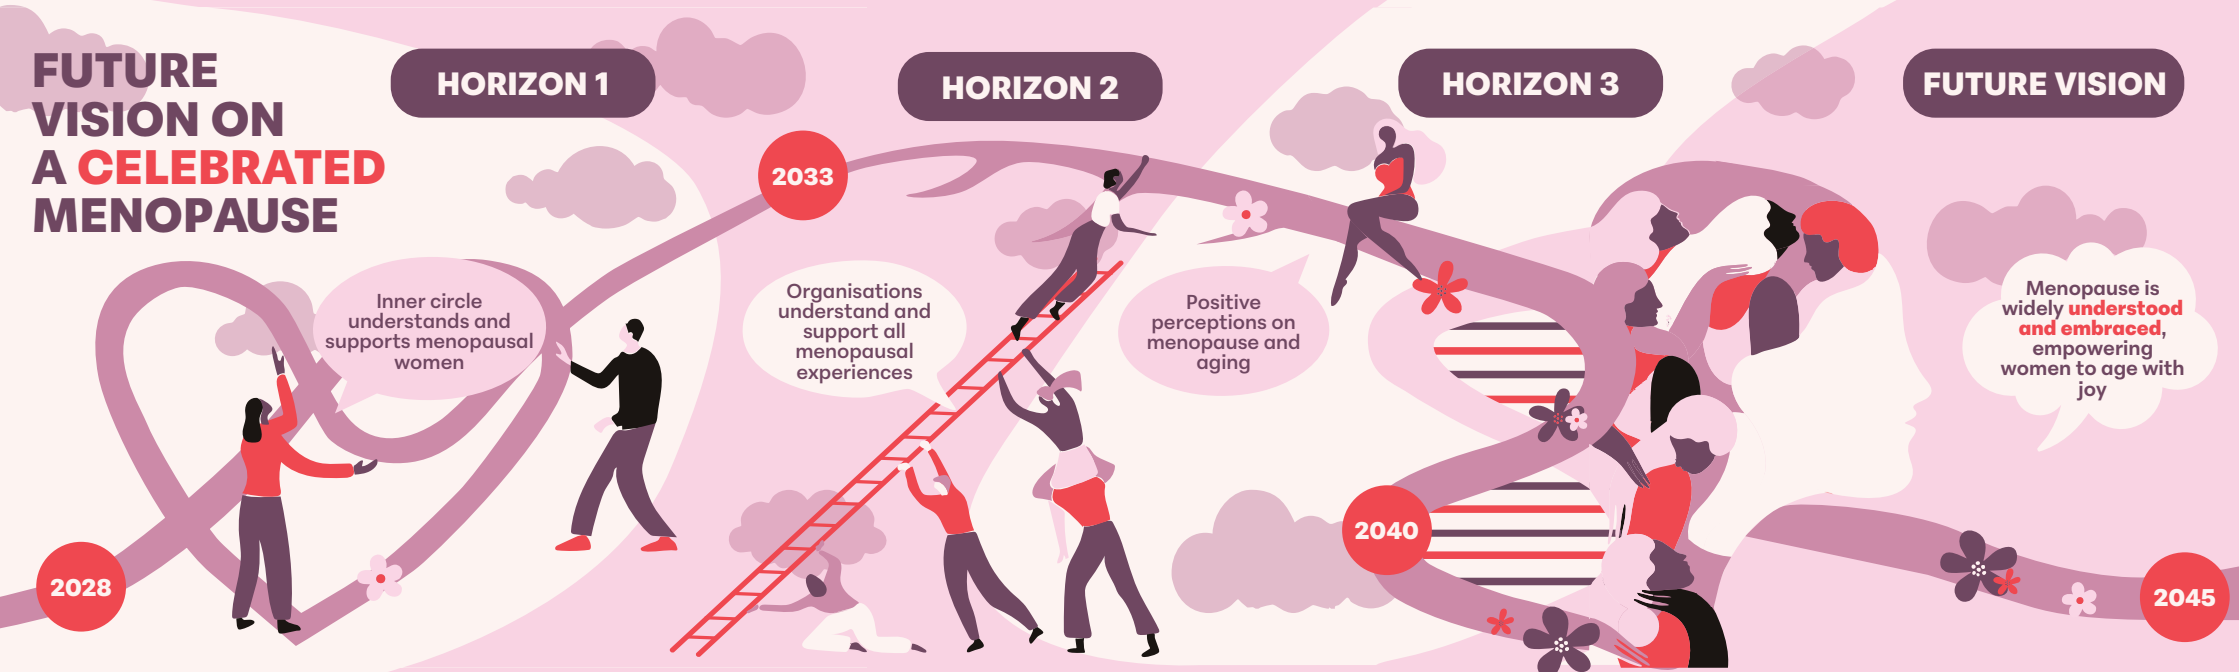 FUTURE
VISION ON
A CELEBRATED
MENOPAUSE
HORIZON 1
HORIZON 2
HORIZON 3
FUTURE VISION
2028
Inner circle
understands and
supports menopausal
women
2033
Organisations
understand and
support all
menopausal
experiences
Positive
perceptions on
menopause and
aging
2040
Menopause is
widely understood
and embraced,
empowering
women to age with
joy
2045